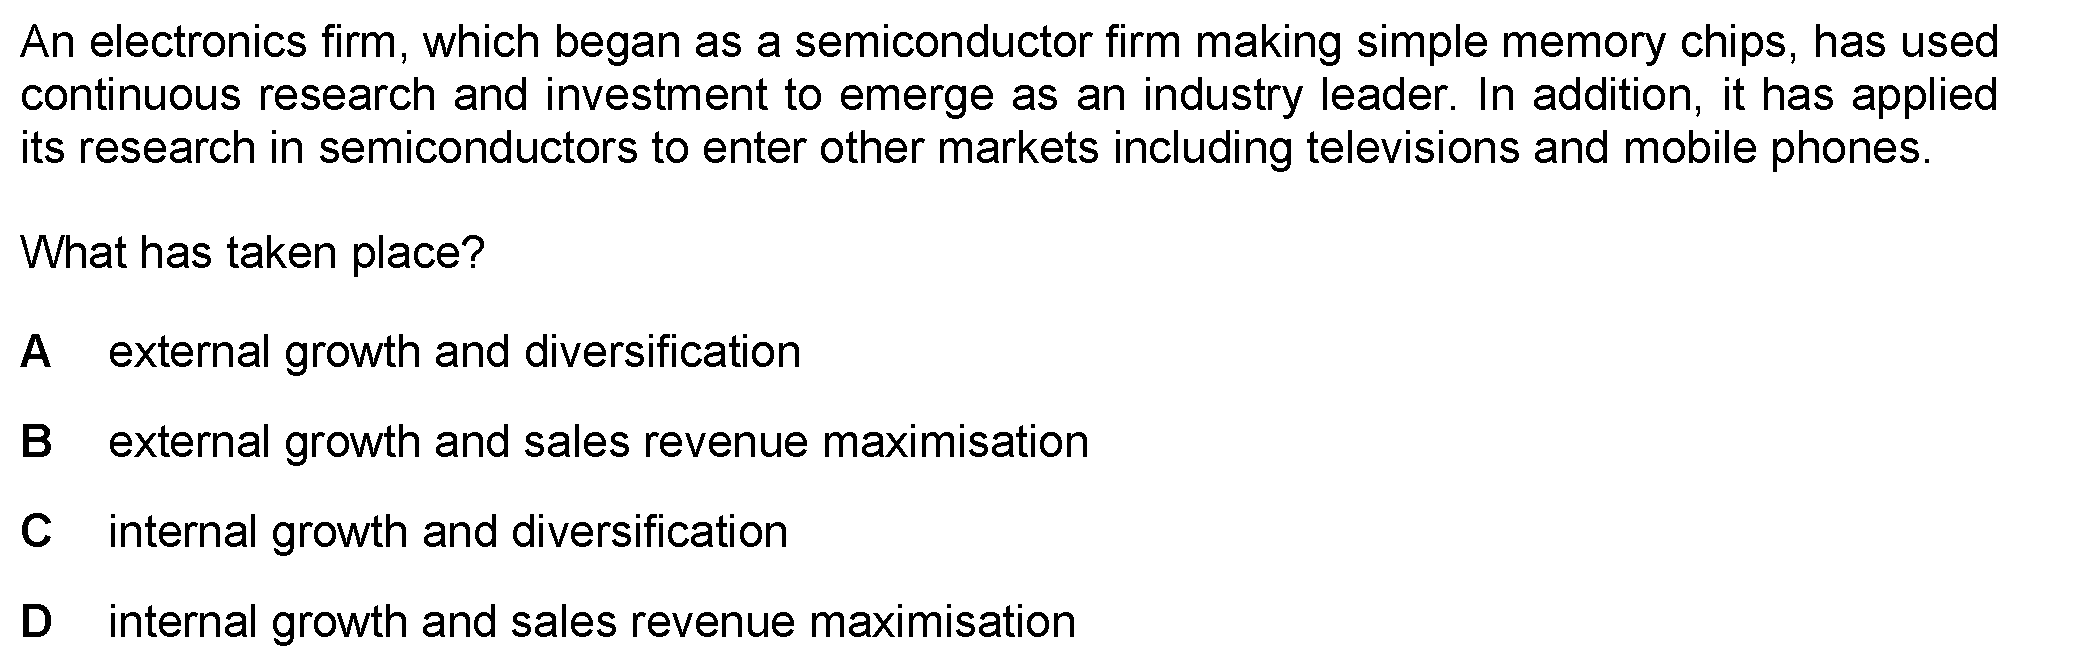 An electronics firm, which began as a semiconductor firm making simple memory chips, has used
continuous research and investment to emerge as an industry leader. In addition, it has applied
its research in semiconductors to enter other markets including televisions and mobile phones.
What has taken place?
A external growth and diversification
B external growth and sales revenue maximisation
C internal growth and diversification
D internal growth and sales revenue maximisation